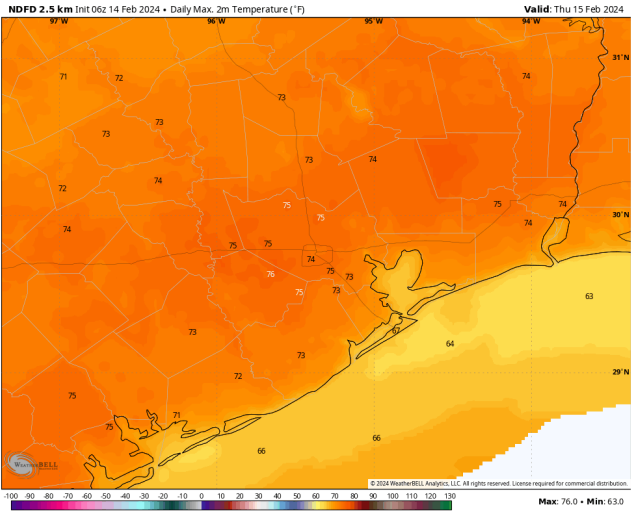 NDFD 2.5 km Init 06z 14 Feb 2024 • Daily Max. 2m Temperature (°F) Valid: Thu 15 Feb 2024
97°W 96°W 95°W 94°W
31°N
71 72 74
73
73
73
73 74
72 74
75 75 74
74 75 74
30°N
75 75
74
76 75 73
75 73
63
73 67
64
73
29°N
72
75
71
75
66
66
WeatherBELL
© 2024 WeatherBELL Analytics, LLC. All rights reserved. License required for commercial distribution.
-100 -90 -80 -70 -60 -50 -40 -30 -20 -10 0 10 20 30 40 50 60 70 80 90 100 110 120 130
Max: 76.0 • Min: 63.0